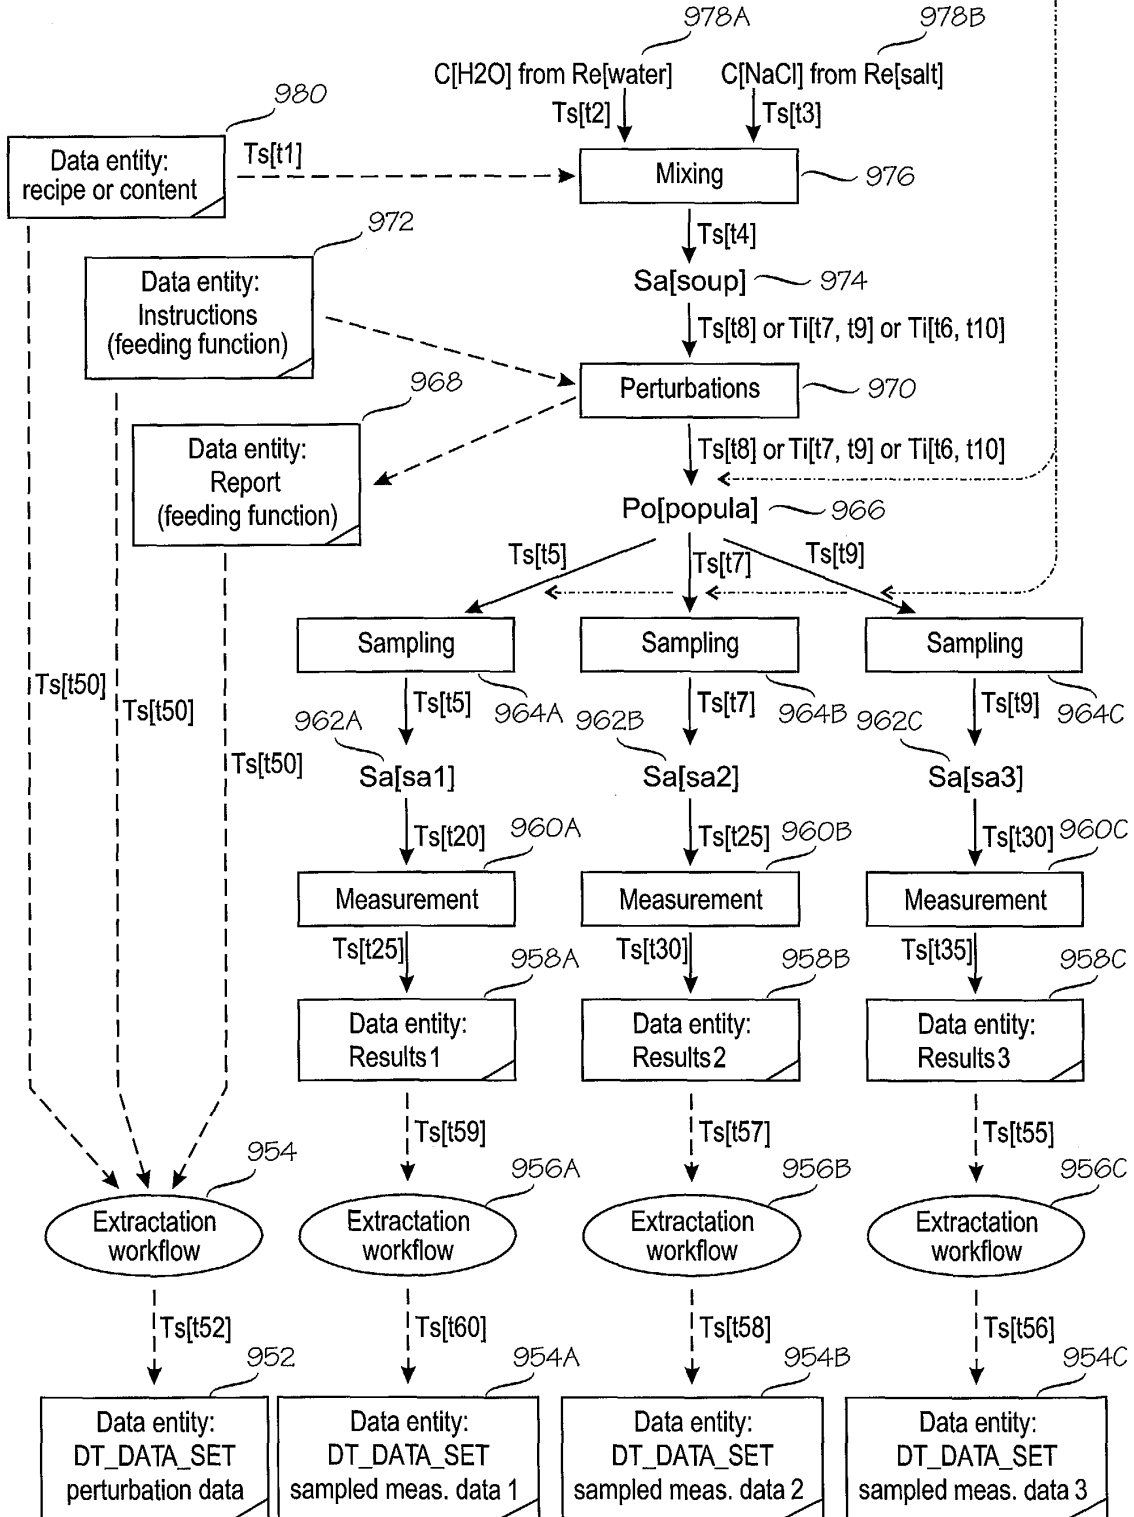 978A
978B
C[H2O] from Re[water]
C[NaCl] from Re[salt]
980
Ts[t2]
Ts[t3]
Data entity:
recipe or content
Ts[t1]
Mixing
976
972
Ts[t4]
Data entity:
Instructions
(feeding function)
Sa[soup]
974
Ts[t8] or Ti[t7, t9] or Ti[t6, t10]
968
Perturbations
970
Data entity:
Report
(feeding function)
Ts[t8] or Ti[t7, t9] or Ti[t6, t10]
Po[popula]
966
Ts[t5]
Ts[t7]
Ts[t9]
Sampling
Sampling
Sampling
Ts[t50]
Ts[t50]
Ts[t50]
Ts[t5]
964A
Ts[t7]
964B
Ts[t9]
964C
962A
962B
962C
Sa[sa1]
Sa[sa2]
Sa[sa3]
Ts[t20]
960A
Ts[t25]
960B
Ts[t30]
960C
Measurement
Measurement
Measurement
Ts[t25]
958A
Ts[t30]
958B
Ts[t35]
958C
Data entity:
Results 1
Data entity:
Results 2
Data entity:
Results 3
Ts[t59]
Ts[t57]
Ts[t55]
954
956A
956B
956C
Extractation
workflow
Extractation
workflow
Extractation
workflow
Extractation
workflow
Ts[t52]
Ts[t60]
Ts[t58]
Ts[t56]
952
954A
954B
954C
Data entity:
DT_DATA_SET
perturbation data
Data entity:
DT_DATA_SET
sampled meas. data 1
Data entity:
DT_DATA_SET
sampled meas. data 2
Data entity:
DT_DATA_SET
sampled meas. data 3